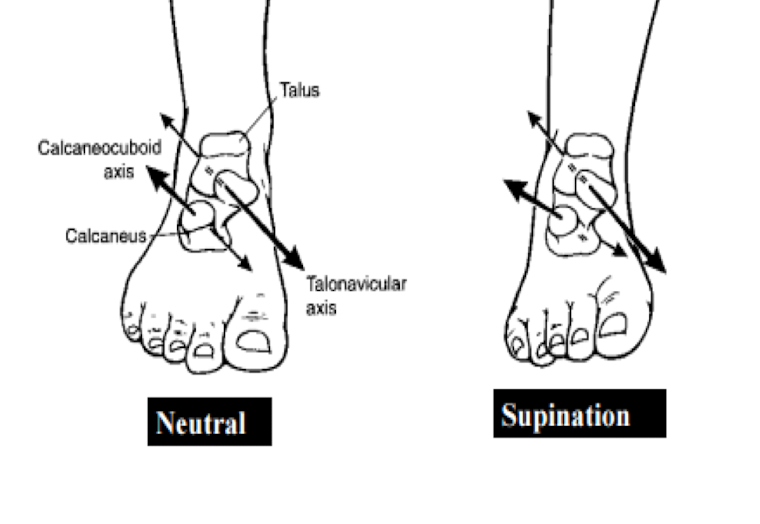 Talus
Calcaneocuboid
axis
Calcaneus
Talonavicular
axis
Neutral
Supination